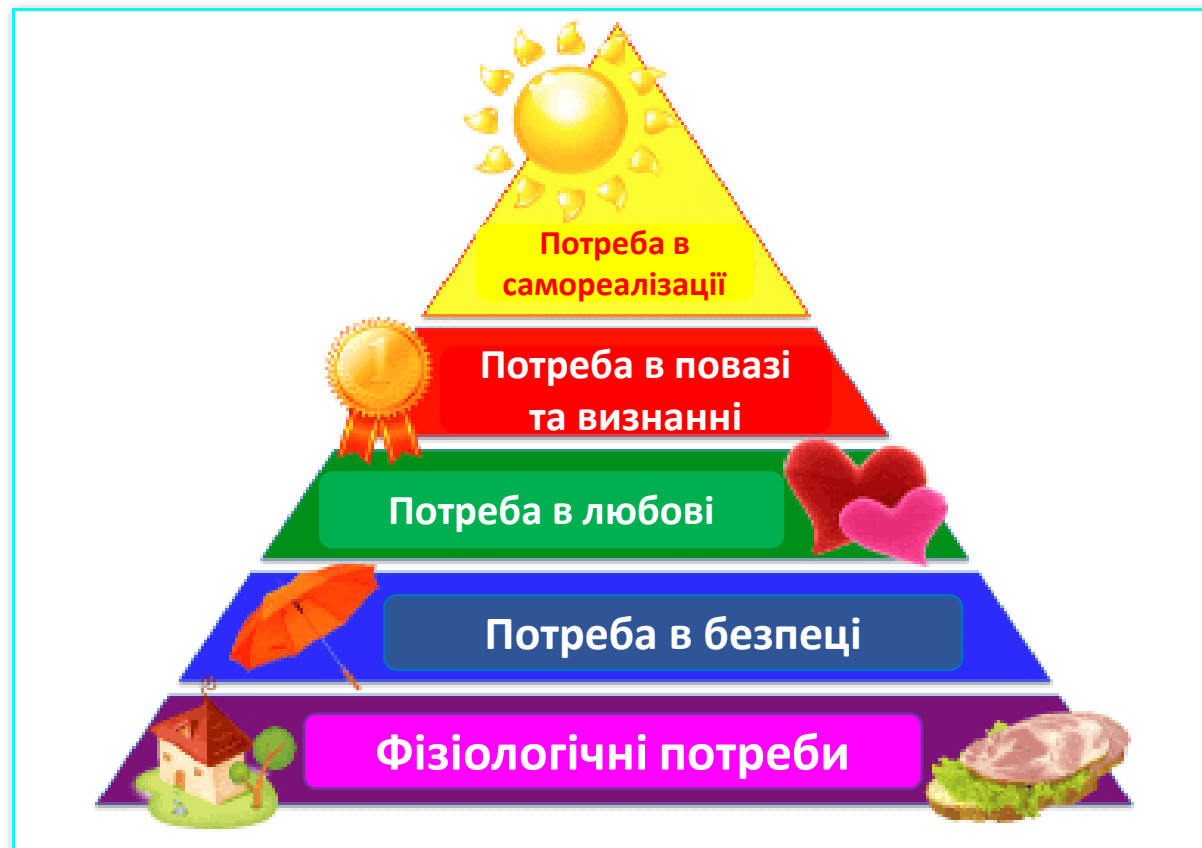 Потреба в
самореалізації
Потреба в повазі
та визнанні
Потреба в любові
Потреба в безпеці
Фізіологічні потреби